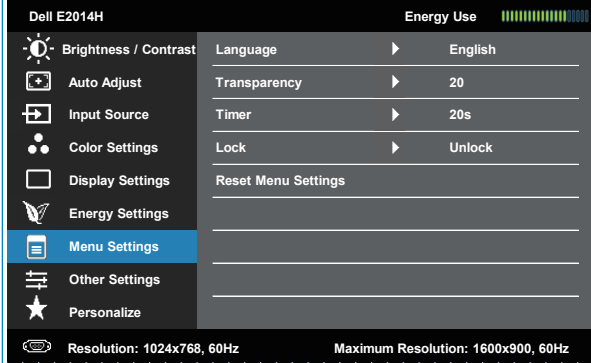 Dell E2014H Energy Use
Brightness / Contrast Language English
Auto Adjust Transparency 20
Input Source Timer 20s
Color Settings Lock Unlock
Display Settings Reset Menu Settings
Energy Settings
Menu Settings
Other Settings
Personalize
Resolution: 1024x768, 60Hz Maximum Resolution: 1600x900, 60Hz